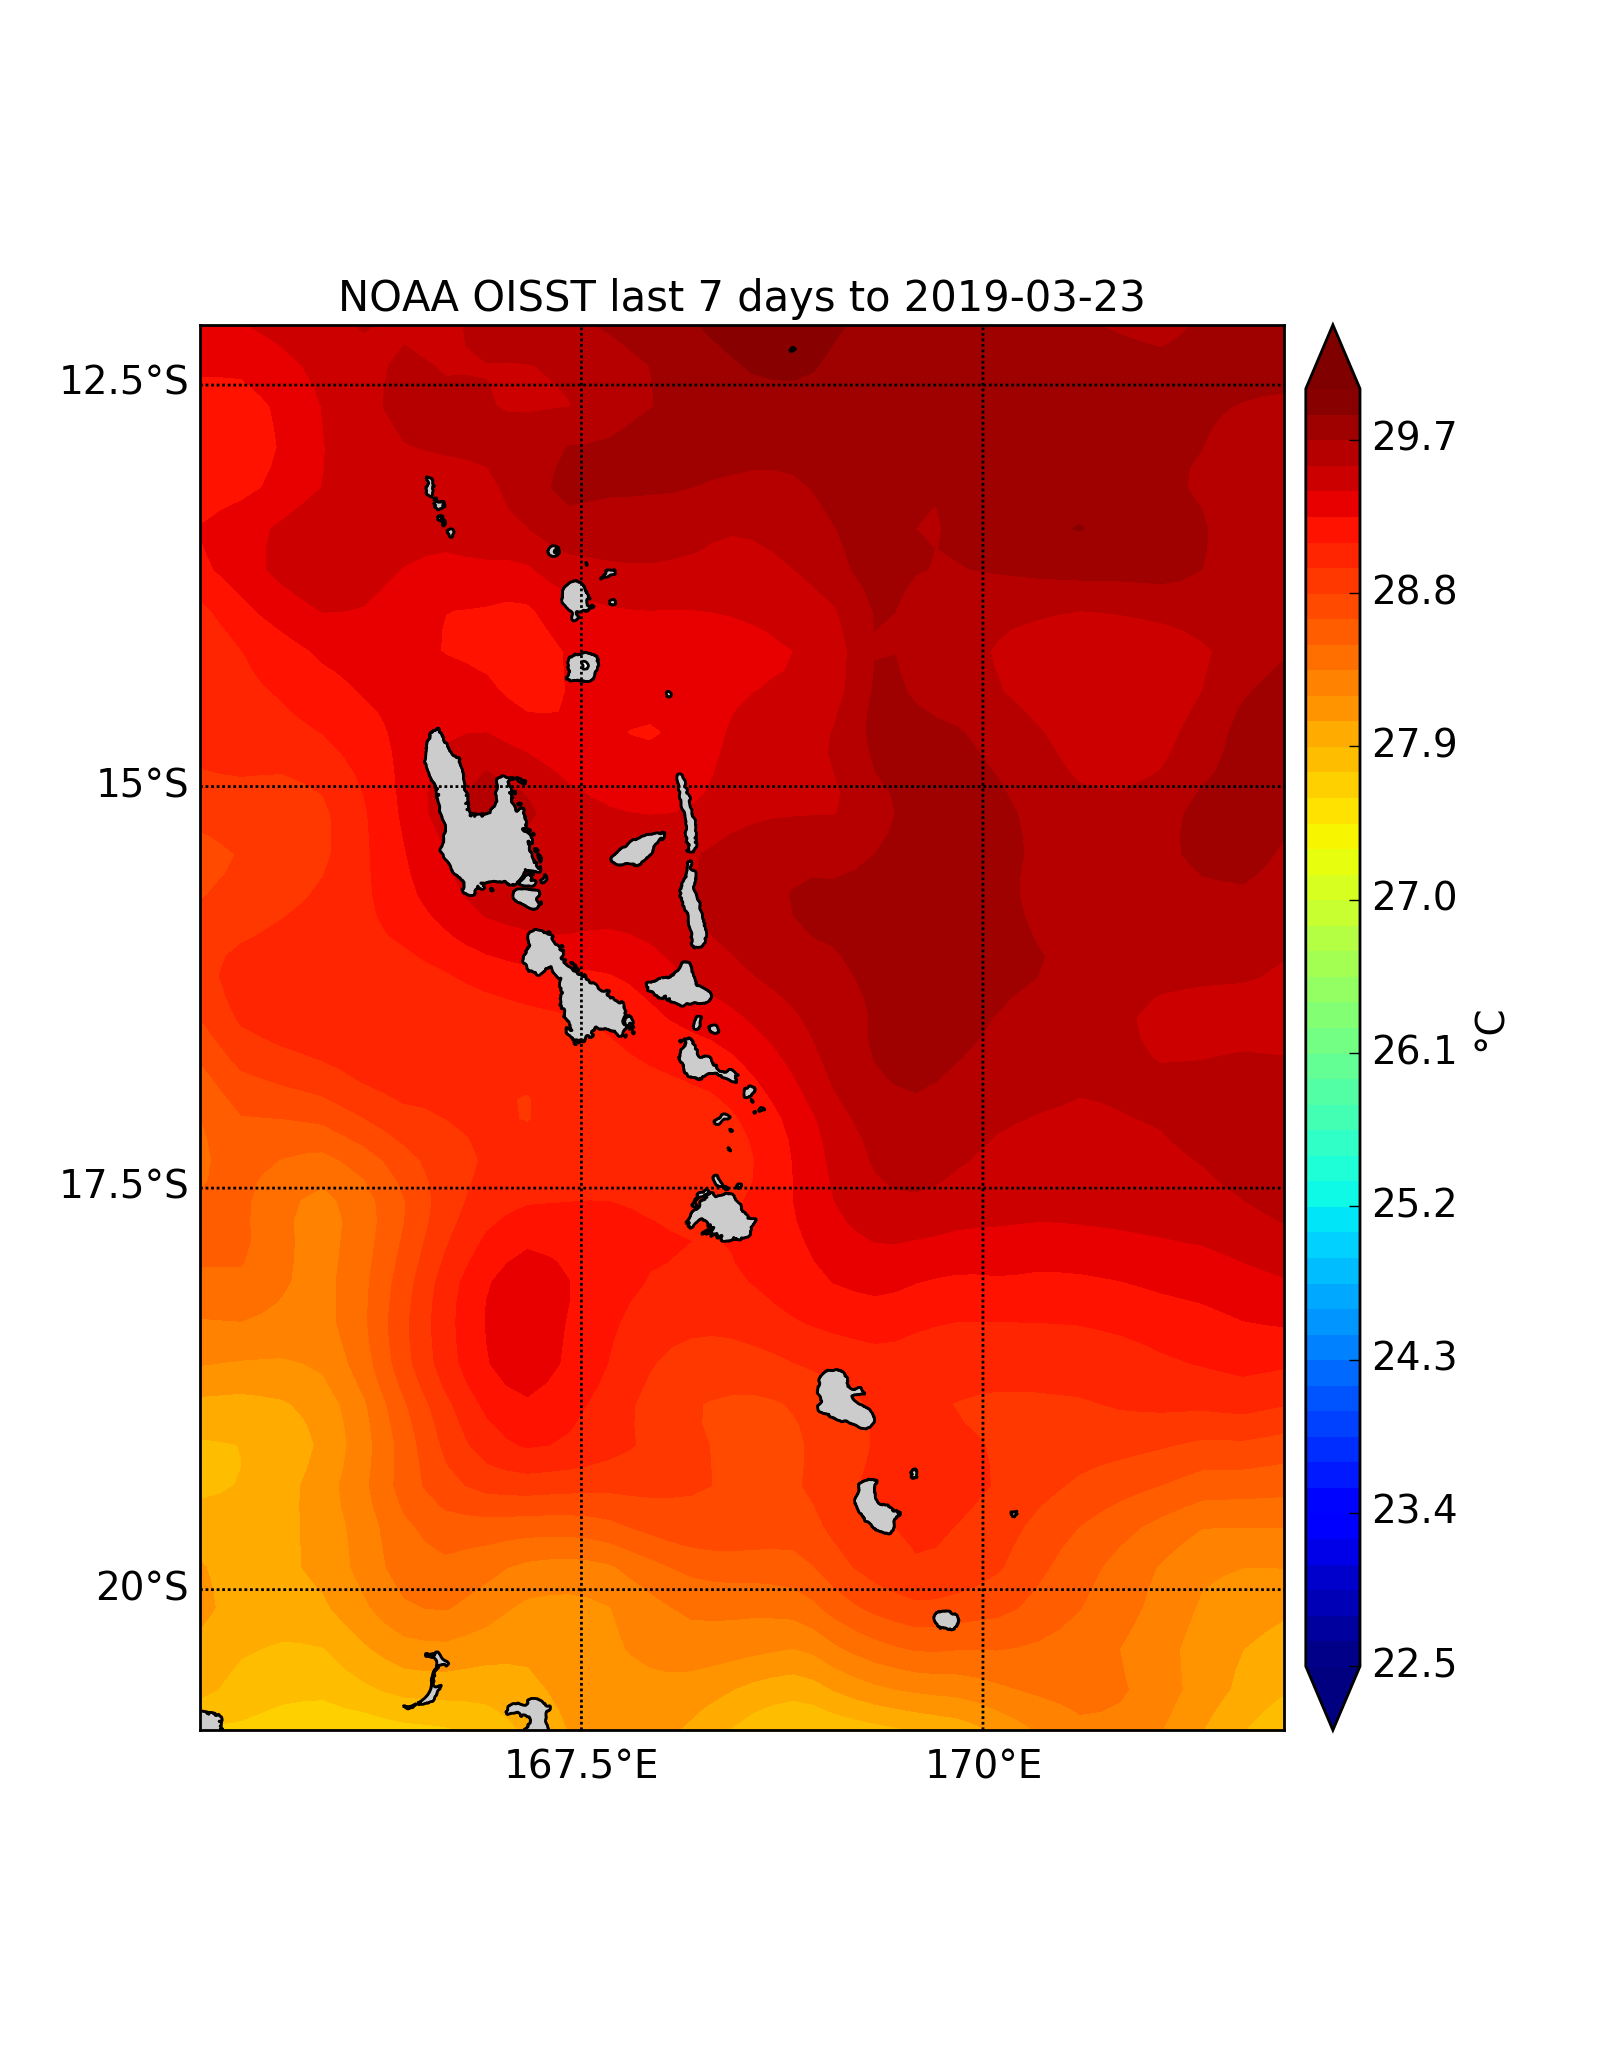 NOAA OISST last 7 days to 2019-03-23
12.5°S
15°S
17.5°S
20°S
167.5°E
170°E
29.7
28.8
27.9
27.0
26.1
25.2
24.3
23.4
22.5
°C